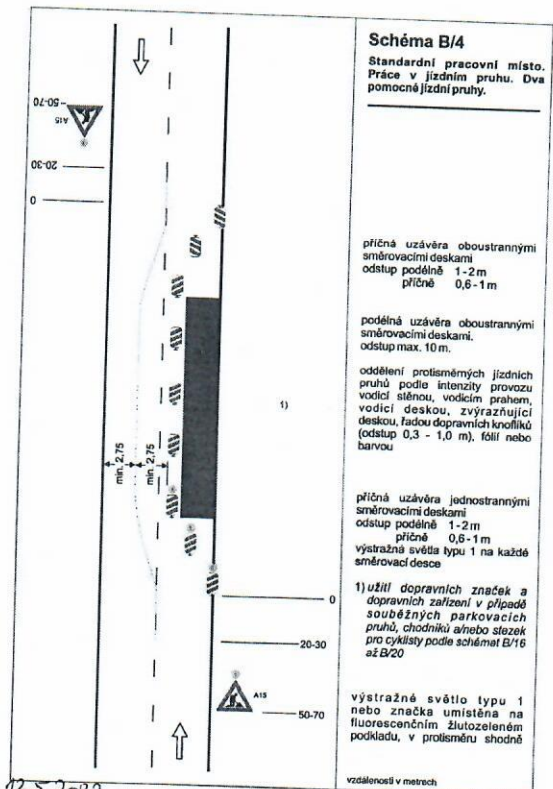 Schéma B/4
Standardní pracovní místo.
Práce v jízdním pruhu. Dva
pomocné jízdní pruhy.
50-70
A15
20-30
0
příčná uzávěra oboustrannými
směrovacími deskami
odstup podélně 1-2 m
příčně 0,6-1 m
podélná uzávěra oboustrannými
směrovacími deskami.
odstup max. 10 m.
oddělení protisměrných jízdních
pruhů podle intenzity provozu
vodicí stěnou, vodicím prahem,
vodicí deskou, zvýrazňující
deskou, řadou dopravních knoflíků
(odstup 0,3 - 1,0 m), fólií nebo
barvou
1)
min. 2,75
min. 2,75
příčná uzávěra jednostrannými
směrovacími deskami
odstup podélně 1-2 m
příčně 0,6-1 m
výstražná světla typu 1 na každé
směrovací desce
1) užití dopravních značek a
dopravních zařízení v případě
souběžných parkovacích
pruhů, chodníků a/nebo stezek
pro cyklisty podle schémat B/16
až B/20
0
20-30
A15
50-70
výstražné světlo typu 1
nebo značka umístěna na
fluorescenčním žlutozeleném
podkladu, v protisměru shodně
vzdálenosti v metrech